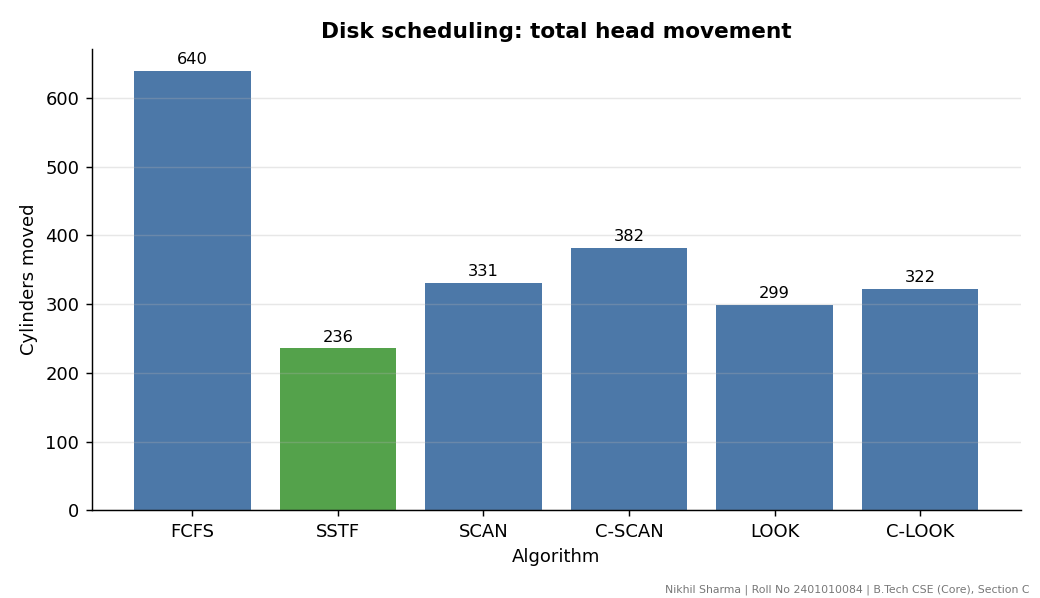 Disk scheduling: total head movement
640
236
331
382
299
322
600
500
400
300
200
100
0
Cylinders moved
FCFS SSTF SCAN C-SCAN LOOK C-LOOK
Algorithm
Nikhil Sharma | Roll No 2401010084 | B.Tech CSE (Core), Section C